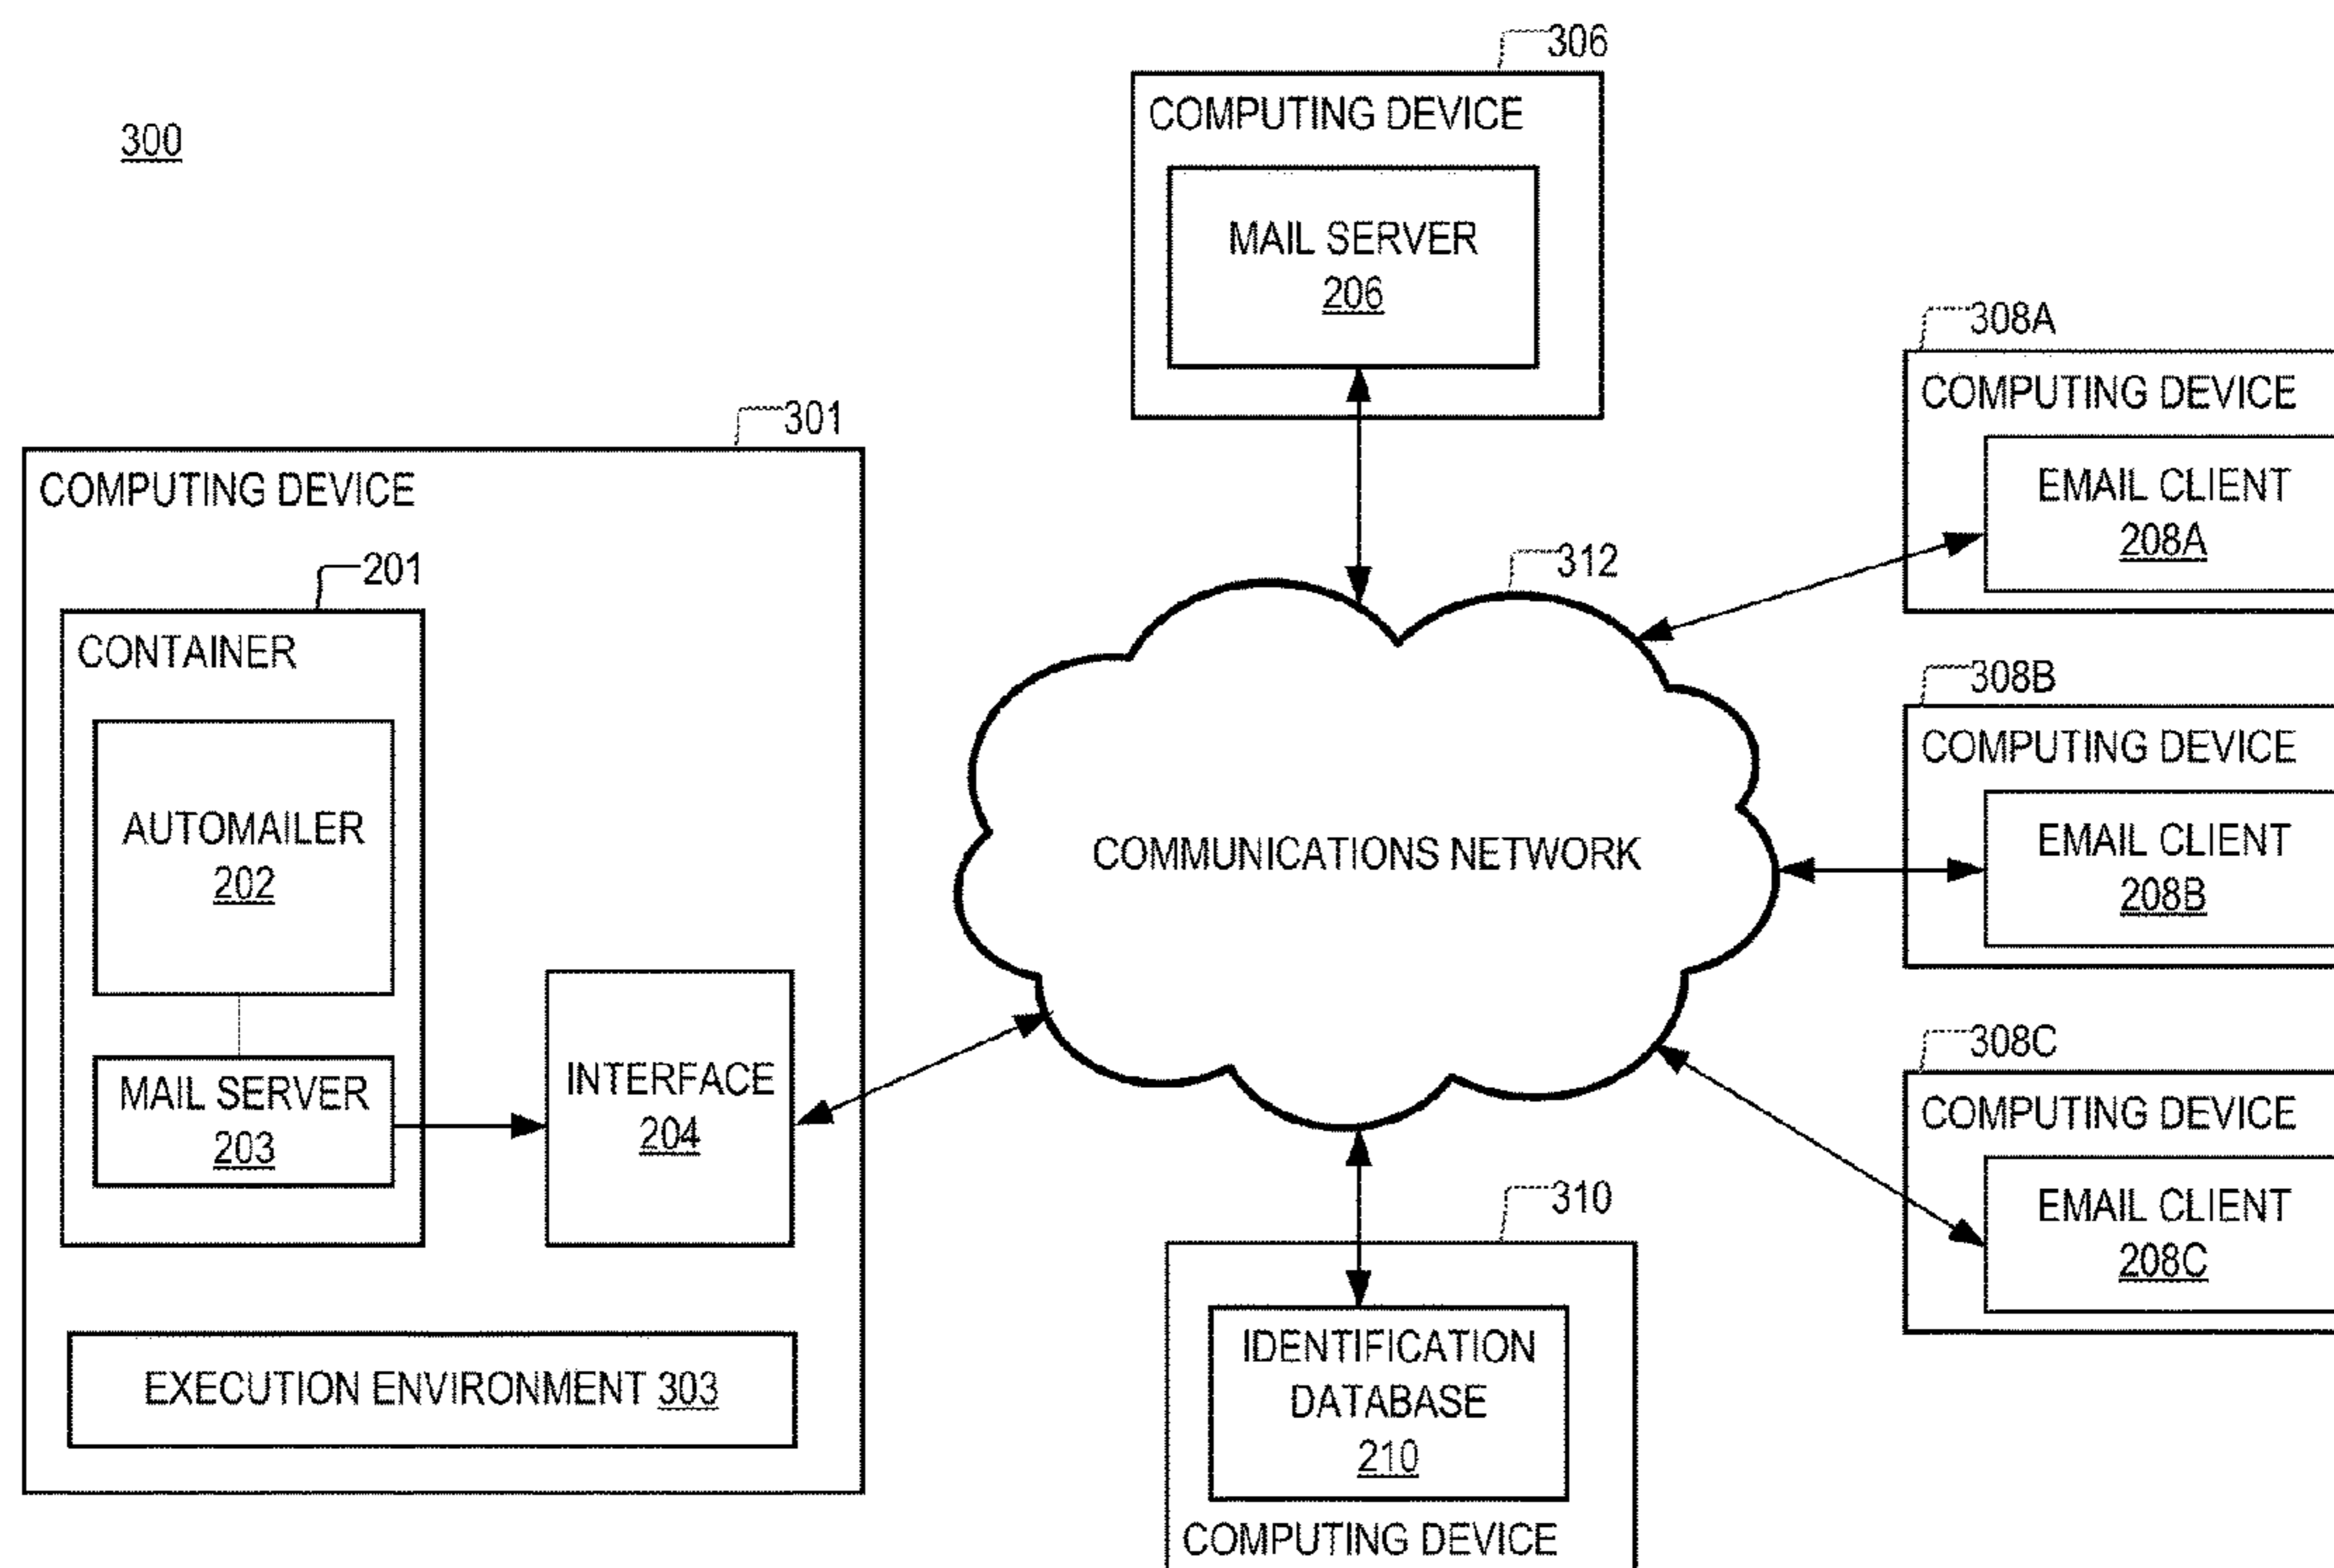 300
306
COMPUTING DEVICE
MAIL SERVER
206
301
COMPUTING DEVICE
201
CONTAINER
AUTOMAILER
202
MAIL SERVER
203
INTERFACE
204
EXECUTION ENVIRONMENT 303
312
COMMUNICATIONS NETWORK
308A
COMPUTING DEVICE
EMAIL CLIENT
208A
308B
COMPUTING DEVICE
EMAIL CLIENT
208B
308C
COMPUTING DEVICE
EMAIL CLIENT
208C
310
IDENTIFICATION
DATABASE
210
COMPUTING DEVICE